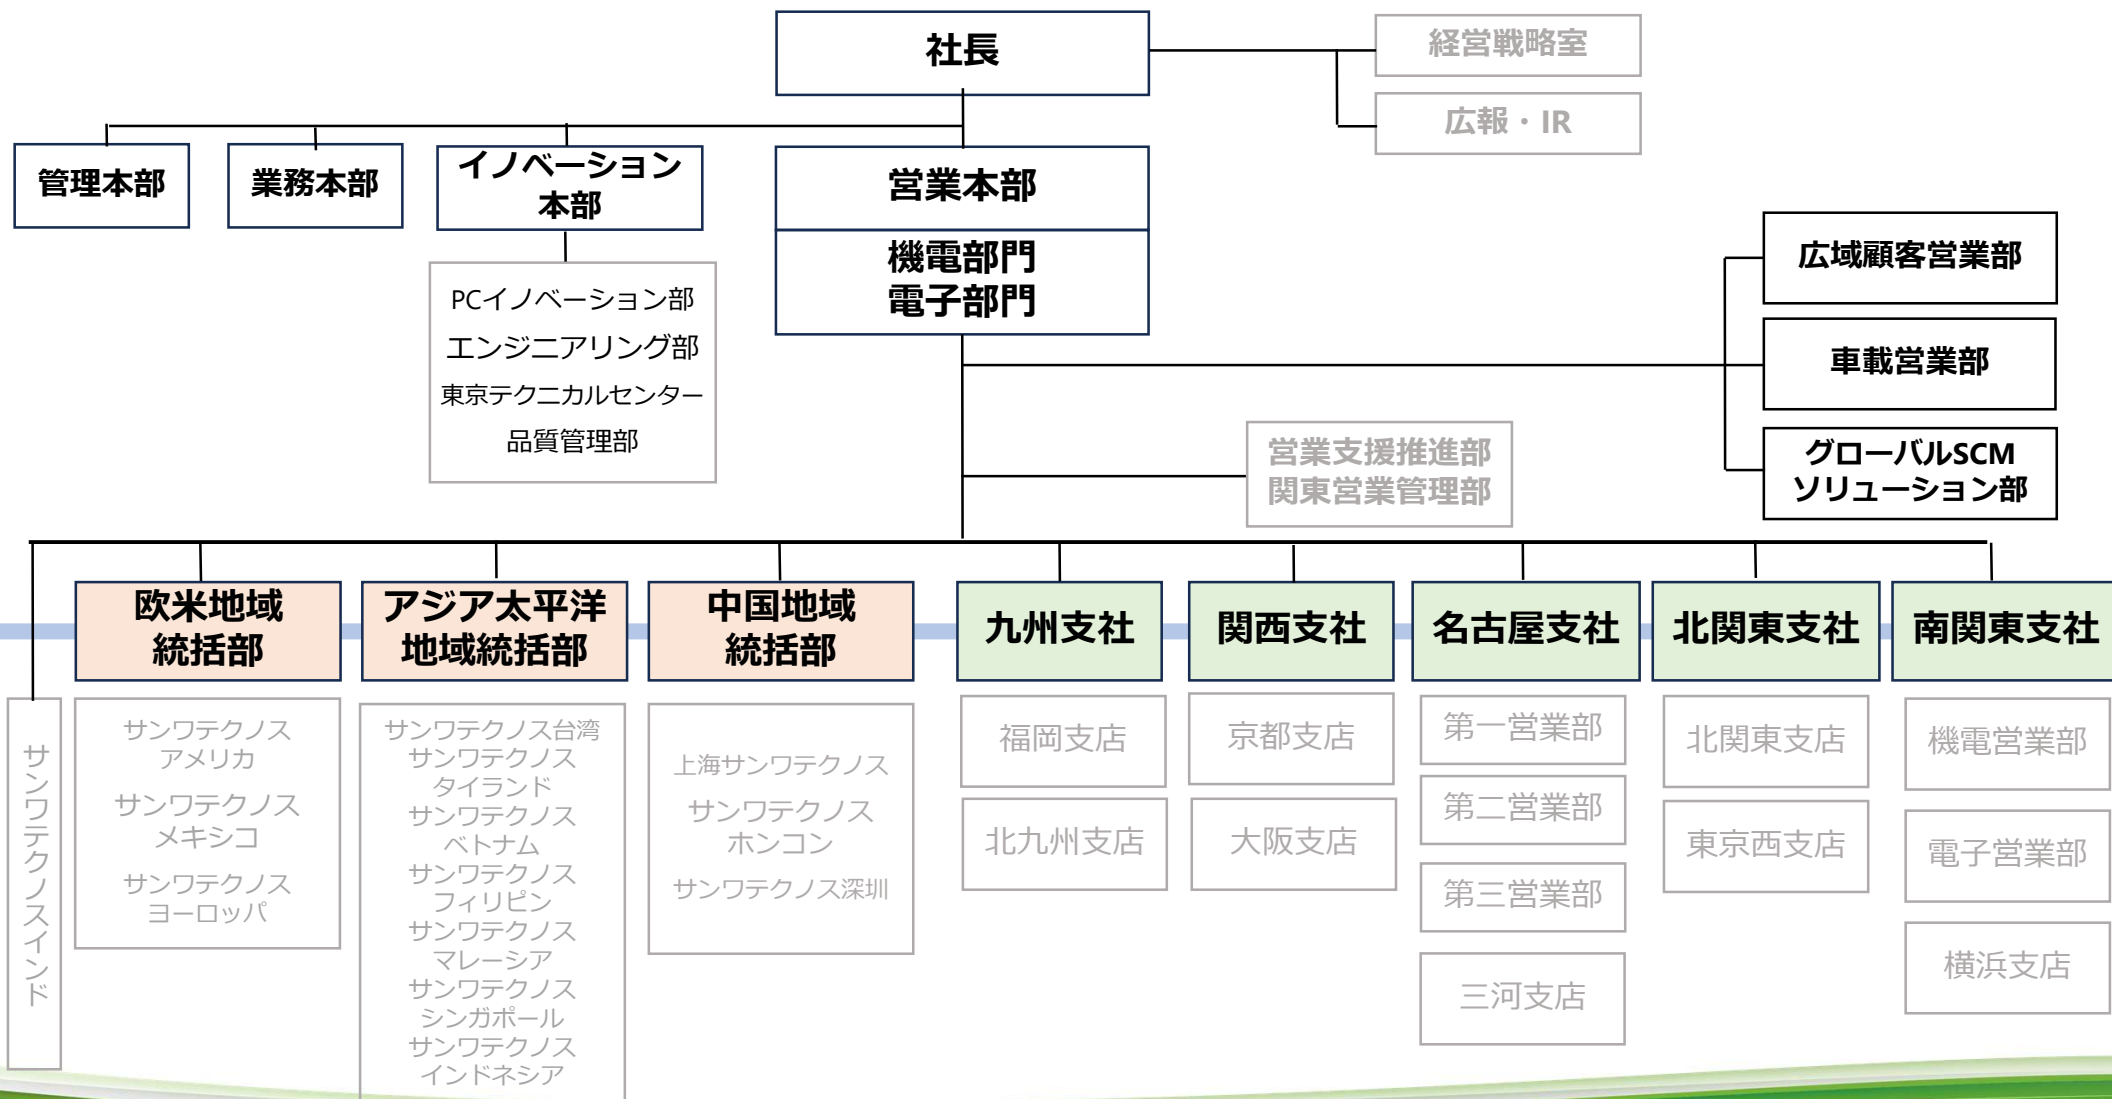 社長
経営戦略室
広報・IR
管理本部
業務本部
イノベーション
本部
営業本部
機電部門
電子部門
PCイノベーション部
エンジニアリング部
東京テクニカルセンター
品質管理部
広域顧客営業部
車載営業部
グローバルSCM
ソリューション部
営業支援推進部
関東営業管理部
欧米地域
統括部
アジア太平洋
地域統括部
中国地域
統括部
九州支社
関西支社
名古屋支社
北関東支社
南関東支社
サンワテクノスインド
サンワテクノス
アメリカ
サンワテクノス
メキシコ
サンワテクノス
ヨーロッパ
サンワテクノス台湾
サンワテクノス
タイランド
サンワテクノス
ベトナム
サンワテクノス
フィリピン
サンワテクノス
マレーシア
サンワテクノス
シンガポール
サンワテクノス
インドネシア
上海サンワテクノス
サンワテクノス
ホンコン
サンワテクノス深圳
福岡支店
北九州支店
京都支店
大阪支店
第一営業部
第二営業部
第三営業部
三河支店
北関東支店
東京西支店
機電営業部
電子営業部
横浜支店